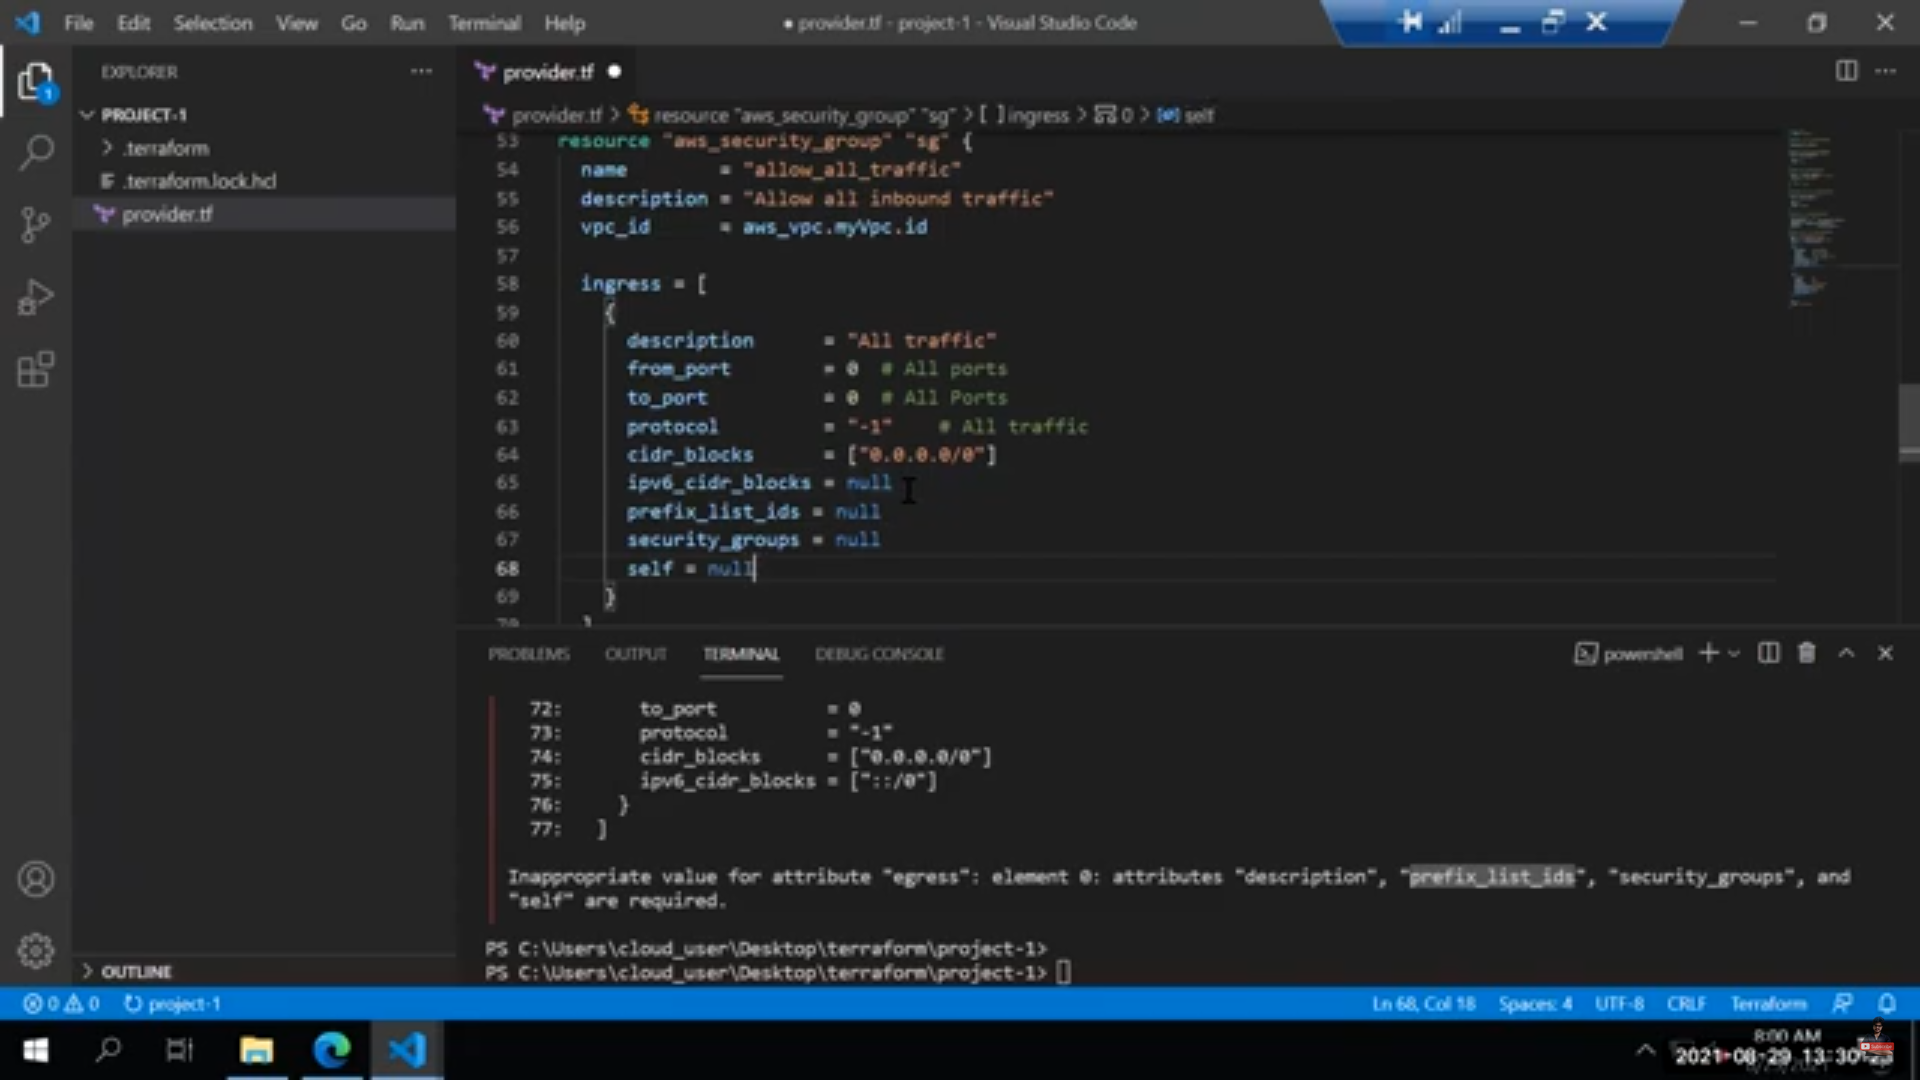 File Edit Selection View Go Run Terminal Help
● provider.tf - project-1 - Visual Studio Code
EXPLORER
PROJECT-1
.terraform
.terraform.lock.hcl
provider.tf
OUTLINE
1
provider.tf
provider.tf > resource "aws_security_group" "sg" > [ ] ingress > 0 > self
53 resource "aws_security_group" "sg" {
54 name = "allow_all_traffic"
55 description = "Allow all inbound traffic"
56 vpc_id = aws_vpc.myVpc.id
57
58 ingress = [
59 {
60 description = "All traffic"
61 from_port = 0 # All ports
62 to_port = 0 # All Ports
63 protocol = "-1" # All traffic
64 cidr_blocks = ["0.0.0.0/0"]
65 ipv6_cidr_blocks = null
66 prefix_list_ids = null
67 security_groups = null
68 self = null
69 }
70 ]
PROBLEMS OUTPUT TERMINAL DEBUG CONSOLE
powershell
72: to_port = 0
73: protocol = "-1"
74: cidr_blocks = ["0.0.0.0/0"]
75: ipv6_cidr_blocks = ["::/0"]
76: }
77: ]
Inappropriate value for attribute "egress": element 0: attributes "description", "prefix_list_ids", "security_groups", and
"self" are required.
PS C:\Users\cloud_user\Desktop\terraform\project-1>
PS C:\Users\cloud_user\Desktop\terraform\project-1>
0 0 project-1
Ln 68, Col 18 Spaces: 4 UTF-8 CRLF Terraform
8:00 AM
2021-08-29